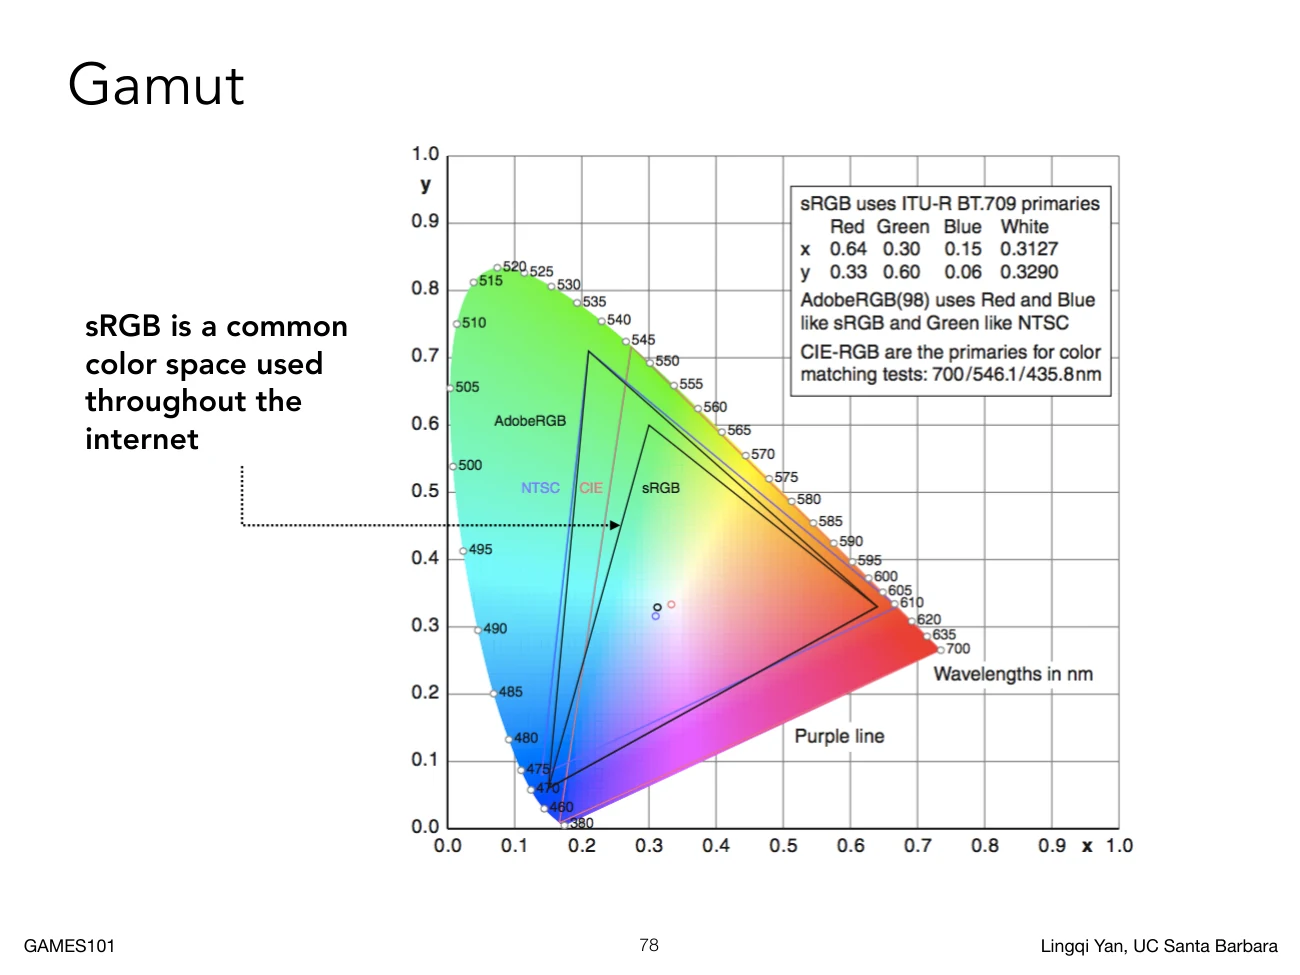 Gamut
sRGB is a common
color space used
throughout the
internet
1.0
y
0.9
0.8
0.7
0.6
0.5
0.4
0.3
0.2
0.1
0.0
0.0 0.1 0.2 0.3 0.4 0.5 0.6 0.7 0.8 0.9 x 1.0
sRGB uses ITU-R BT.709 primaries
Red Green Blue White
x 0.64 0.30 0.15 0.3127
y 0.33 0.60 0.06 0.3290
AdobeRGB(98) uses Red and Blue
like sRGB and Green like NTSC
CIE-RGB are the primaries for color
matching tests: 700/546.1/435.8nm
520
525
515
530
535
510
540
545
550
505
555
560
565
570
500
575
580
585
590
495
595
600
605
610
490
620
635
700
485
480
475
470
460
380
AdobeRGB
NTSC CIE sRGB
Wavelengths in nm
Purple line
GAMES101
78
Lingqi Yan, UC Santa Barbara